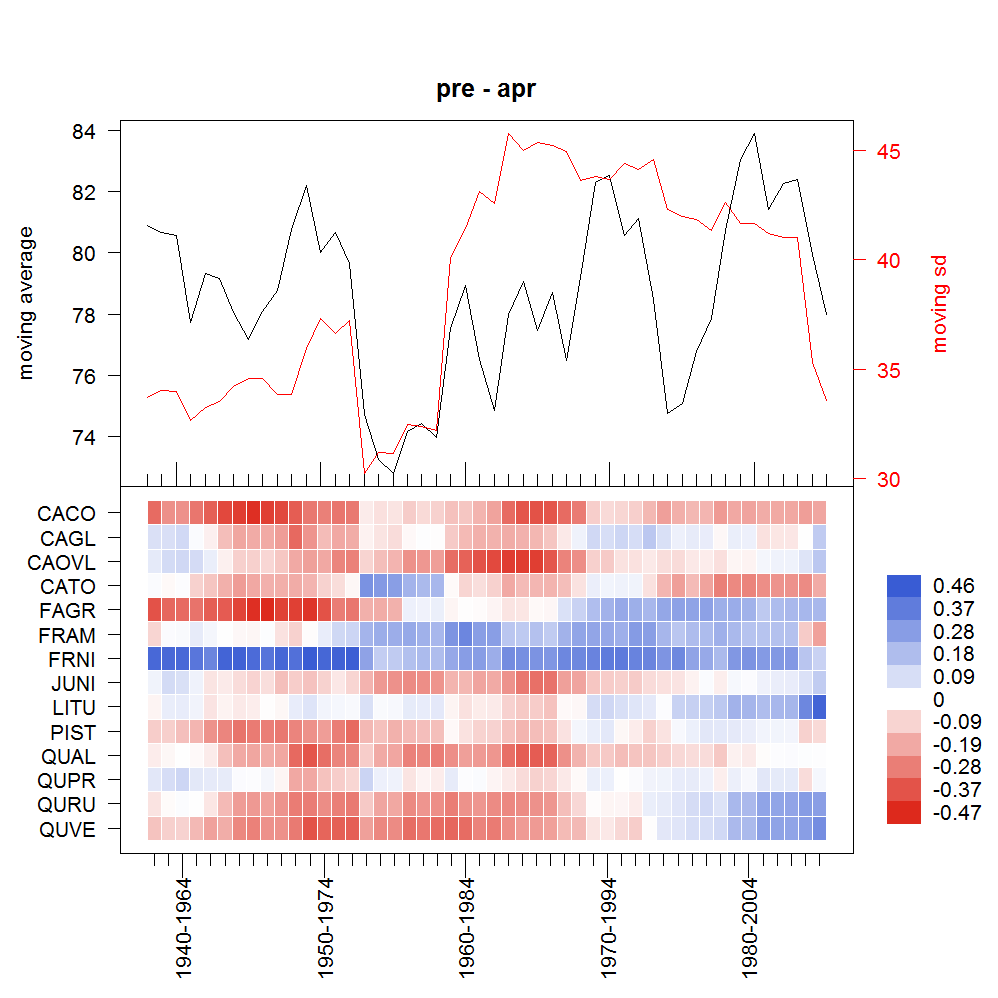 pre - apr
84
82
80
78
76
74
moving average
45
40
35
30
moving sd
CACO
CAGL
CAOVL
CATO
FAGR
FRAM
FRNI
JUNI
LITU
PIST
QUAL
QUPR
QURU
QUVE
0.46
0.37
0.28
0.18
0.09
0
-0.09
-0.19
-0.28
-0.37
-0.47
1940-1964
1950-1974
1960-1984
1970-1994
1980-2004